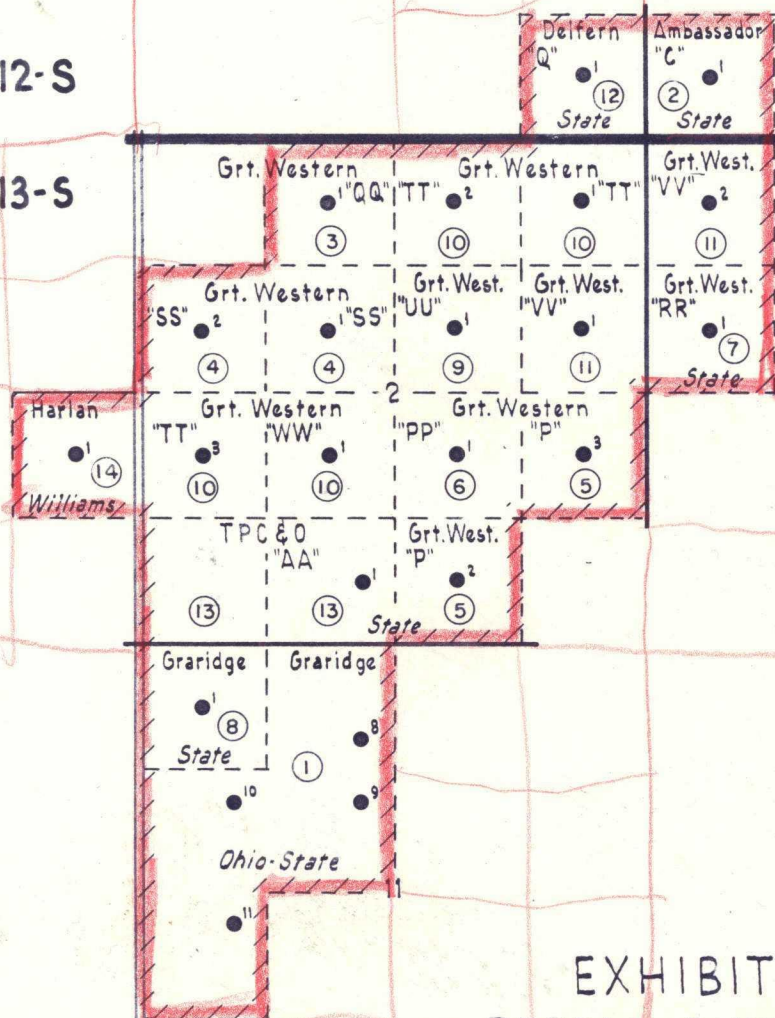 12-S
Delfern
"Q"
1
12
State
Ambassador
"C"
1
2
State
13-S
Grt. Western
1 "QQ"
3
Grt. Western
"TT" 2
10
1 "TT"
10
Grt. West.
"VV" 2
11
Grt. Western
"SS" 2
4
1 "SS"
4
Grt. West.
"UU" 1
9
Grt. West.
"VV" 1
11
Grt. West.
"RR" 1
7
State
2
Harlan
1
14
Williams
Grt. Western
"TT" 3
10
"WW" 1
10
Grt. Western
"PP" 1
6
"P" 3
5
TPC&O
"AA" 1
13
13
State
Grt. West.
"P" 2
5
Graridge
1
8
State
Graridge
8
1
10
9
Ohio-State
11
11
EXHIBIT